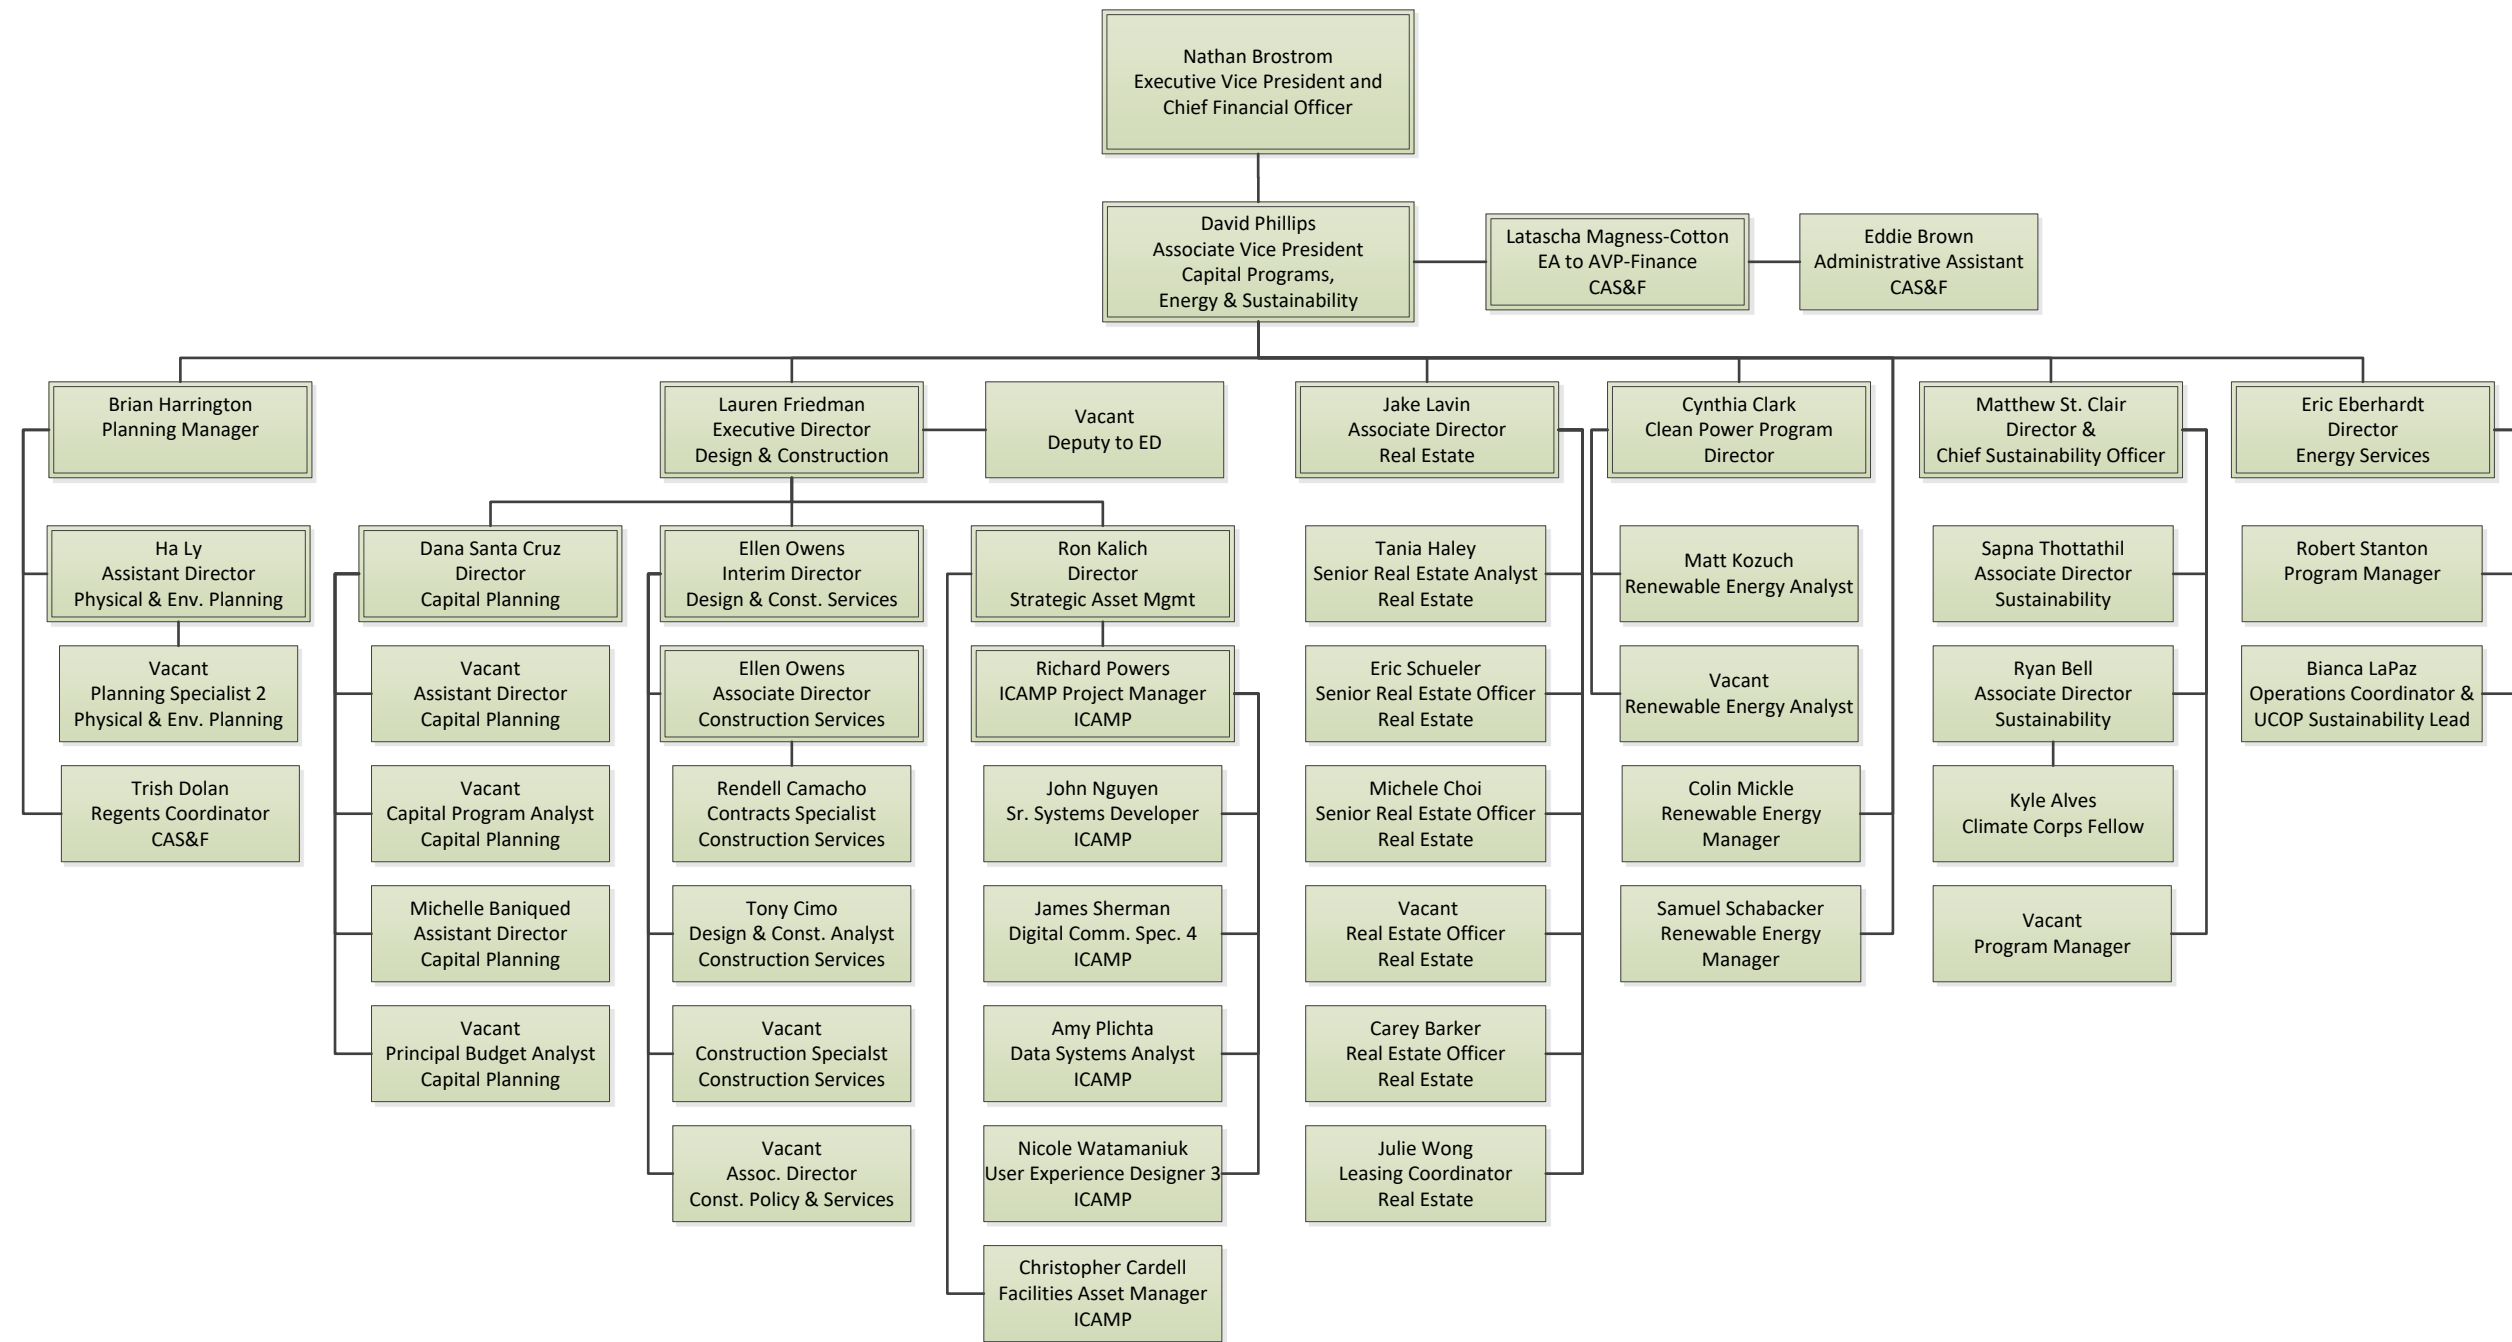 Nathan Brostrom
Executive Vice President and
Chief Financial Officer
David Phillips
Associate Vice President
Capital Programs,
Energy & Sustainability
Latascha Magness-Cotton
EA to AVP-Finance
CAS&F
Eddie Brown
Administrative Assistant
CAS&F
Brian Harrington
Planning Manager
Lauren Friedman
Executive Director
Design & Construction
Vacant
Deputy to ED
Jake Lavin
Associate Director
Real Estate
Cynthia Clark
Clean Power Program
Director
Matthew St. Clair
Director &
Chief Sustainability Officer
Eric Eberhardt
Director
Energy Services
Ha Ly
Assistant Director
Physical & Env. Planning
Vacant
Planning Specialist 2
Physical & Env. Planning
Trish Dolan
Regents Coordinator
CAS&F
Dana Santa Cruz
Director
Capital Planning
Vacant
Assistant Director
Capital Planning
Vacant
Capital Program Analyst
Capital Planning
Michelle Baniqued
Assistant Director
Capital Planning
Vacant
Principal Budget Analyst
Capital Planning
Ellen Owens
Interim Director
Design & Const. Services
Ellen Owens
Associate Director
Construction Services
Rendell Camacho
Contracts Specialist
Construction Services
Tony Cimo
Design & Const. Analyst
Construction Services
Vacant
Construction Specialst
Construction Services
Vacant
Assoc. Director
Const. Policy & Services
Ron Kalich
Director
Strategic Asset Mgmt
Richard Powers
ICAMP Project Manager
ICAMP
John Nguyen
Sr. Systems Developer
ICAMP
James Sherman
Digital Comm. Spec. 4
ICAMP
Amy Plichta
Data Systems Analyst
ICAMP
Nicole Watamaniuk
User Experience Designer 3
ICAMP
Christopher Cardell
Facilities Asset Manager
ICAMP
Tania Haley
Senior Real Estate Analyst
Real Estate
Eric Schueler
Senior Real Estate Officer
Real Estate
Michele Choi
Senior Real Estate Officer
Real Estate
Vacant
Real Estate Officer
Real Estate
Carey Barker
Real Estate Officer
Real Estate
Julie Wong
Leasing Coordinator
Real Estate
Matt Kozuch
Renewable Energy Analyst
Vacant
Renewable Energy Analyst
Colin Mickle
Renewable Energy
Manager
Samuel Schabacker
Renewable Energy
Manager
Sapna Thottathil
Associate Director
Sustainability
Ryan Bell
Associate Director
Sustainability
Kyle Alves
Climate Corps Fellow
Vacant
Program Manager
Robert Stanton
Program Manager
Bianca LaPaz
Operations Coordinator &
UCOP Sustainability Lead